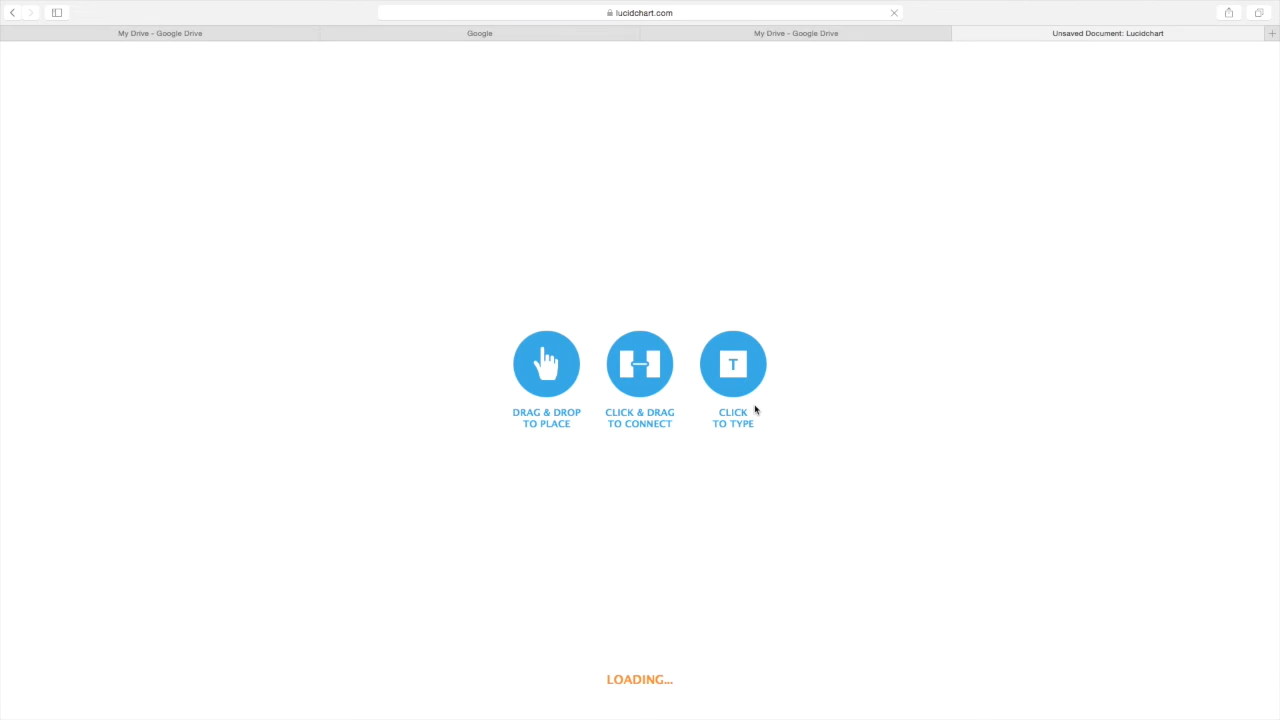 lucidchart.com
My Drive - Google Drive
Google
My Drive - Google Drive
Unsaved Document: Lucidchart
T
DRAG & DROP
TO PLACE
CLICK & DRAG
TO CONNECT
CLICK
TO TYPE
LOADING...